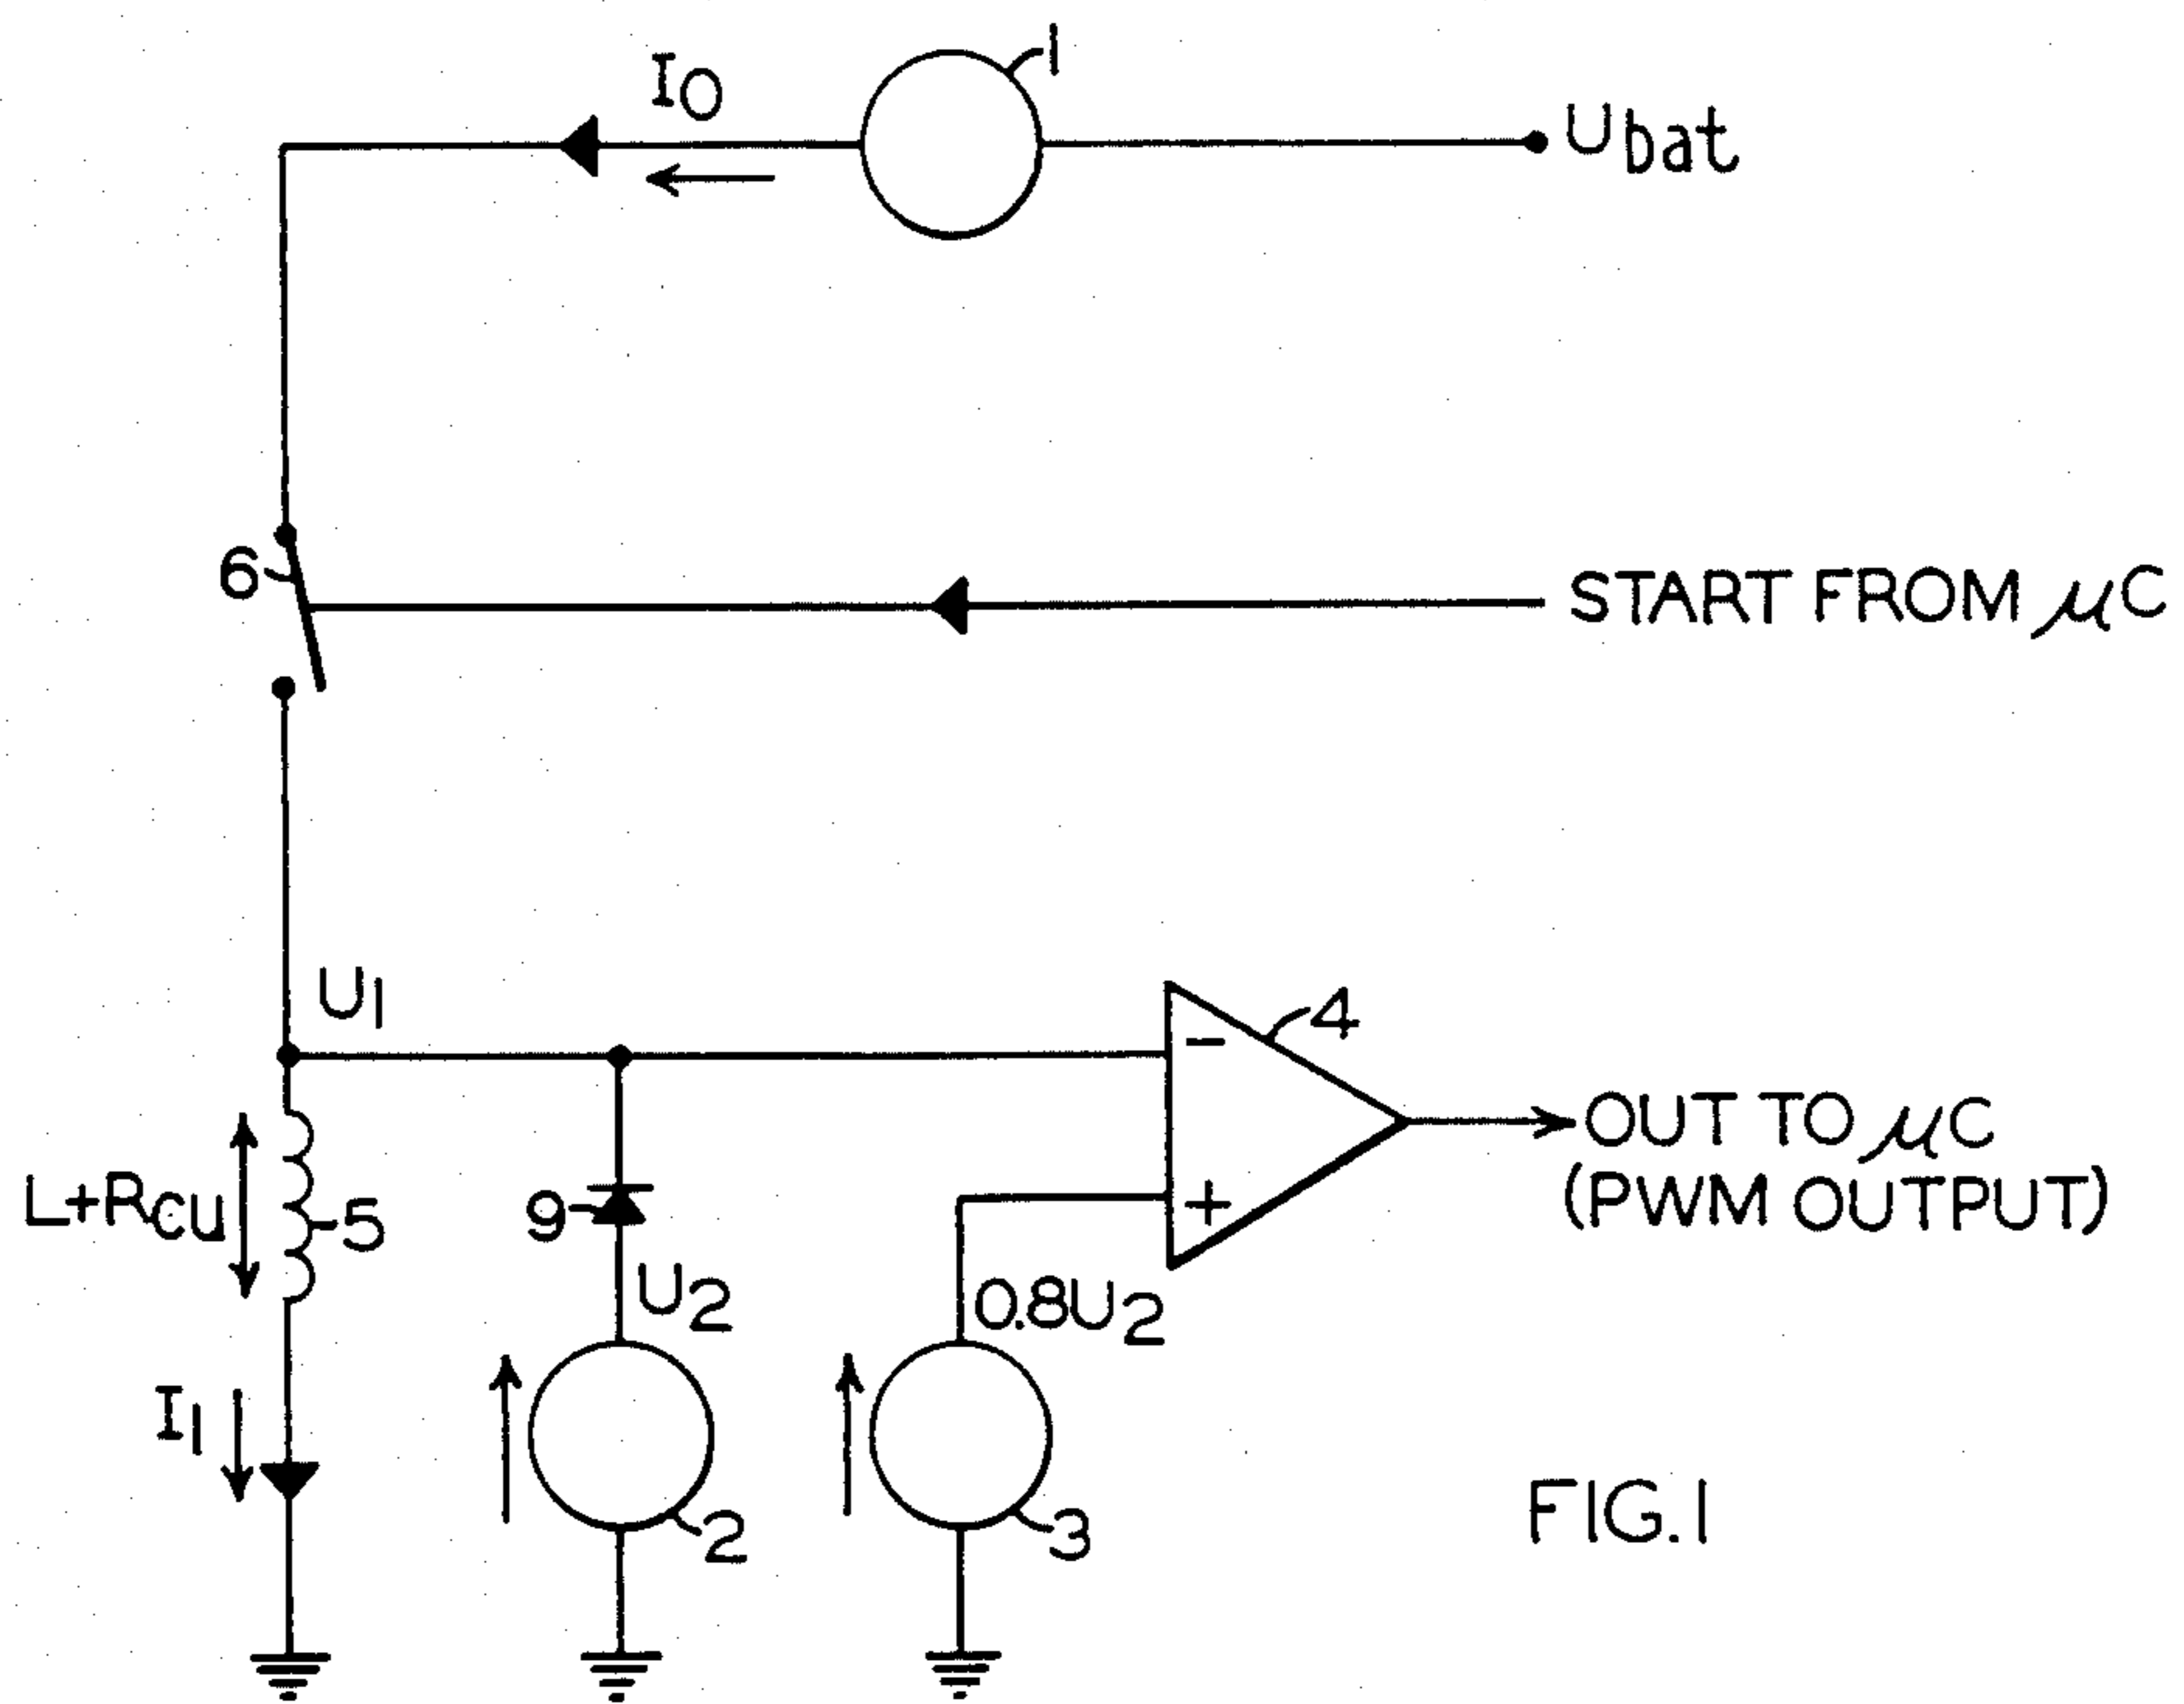 1
I0
Ubat
6
START FROM μC
U1
4
-
OUT TO μC
(PWM OUTPUT)
L+RCU
5
9
+
U2
0.8U2
I1
2
3
FIG.1